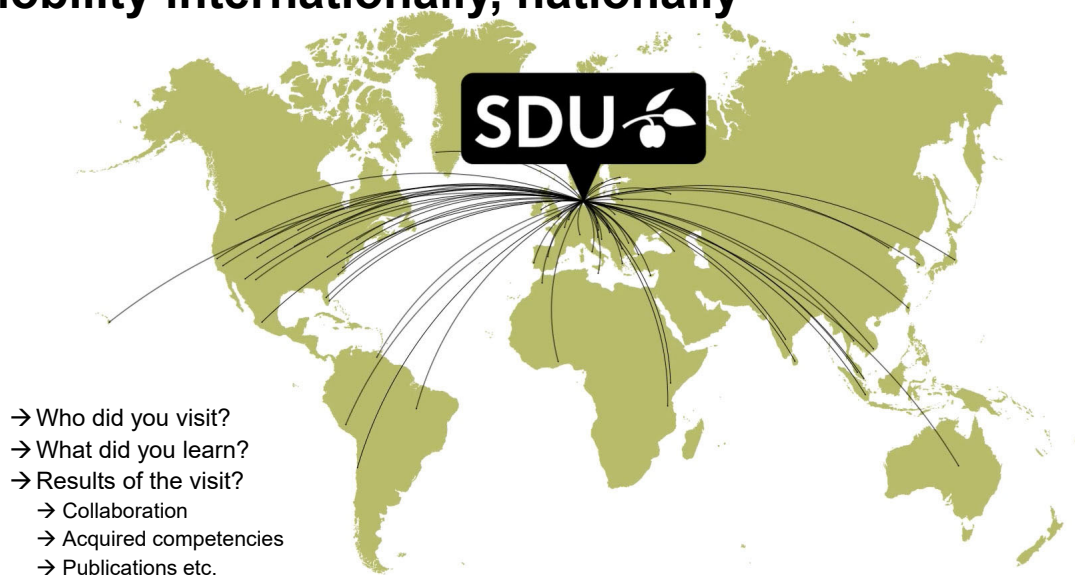 mobility internationally, nationally
SDU
→ Who did you visit?
→ What did you learn?
→ Results of the visit?
→ Collaboration
→ Acquired competencies
→ Publications etc.